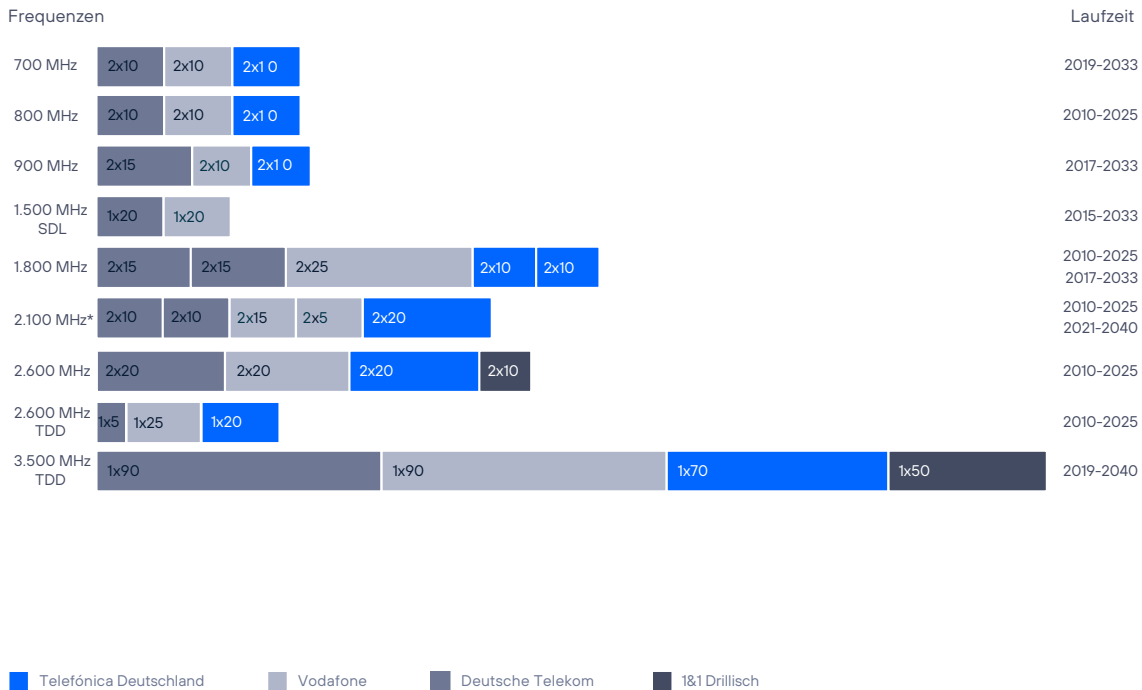 Frequenzen Laufzeit
700 MHz 2x10 2x10 2x1 0 2019-2033
800 MHz 2x10 2x10 2x1 0 2010-2025
900 MHz 2x15 2x10 2x1 0 2017-2033
1.500 MHz
SDL 1x20 1x20 2015-2033
1.800 MHz 2x15 2x15 2x25 2x10 2x10 2010-2025
2017-2033
2.100 MHz* 2x10 2x10 2x15 2x5 2x20 2010-2025
2021-2040
2.600 MHz 2x20 2x20 2x20 2x10 2010-2025
2.600 MHz
TDD 1x5 1x25 1x20 2010-2025
3.500 MHz
TDD 1x90 1x90 1x70 1x50 2019-2040
Telefónica Deutschland Vodafone Deutsche Telekom 1&1 Drillisch